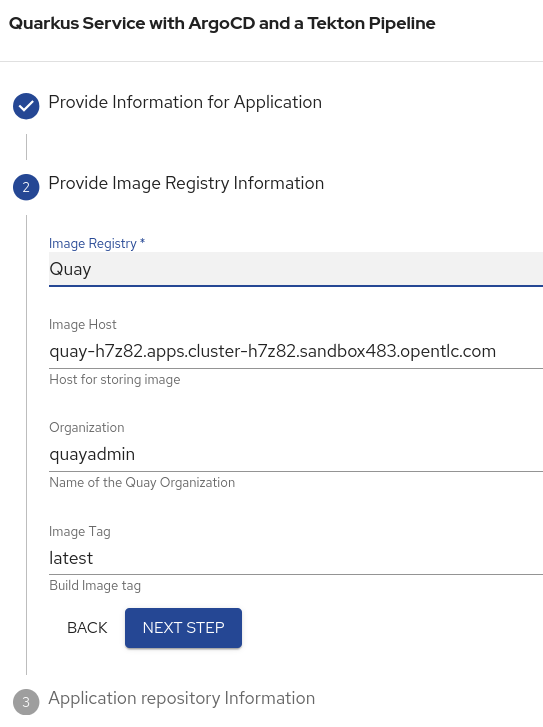 Quarkus Service with ArgoCD and a Tekton Pipeline
Provide Information for Application
2
Provide Image Registry Information
Image Registry *
Quay
Image Host
quay-h7z82.apps.cluster-h7z82.sandbox483.opentlc.com
Host for storing image
Organization
quayadmin
Name of the Quay Organization
Image Tag
latest
Build Image tag
BACK
NEXT STEP
3
Application repository Information